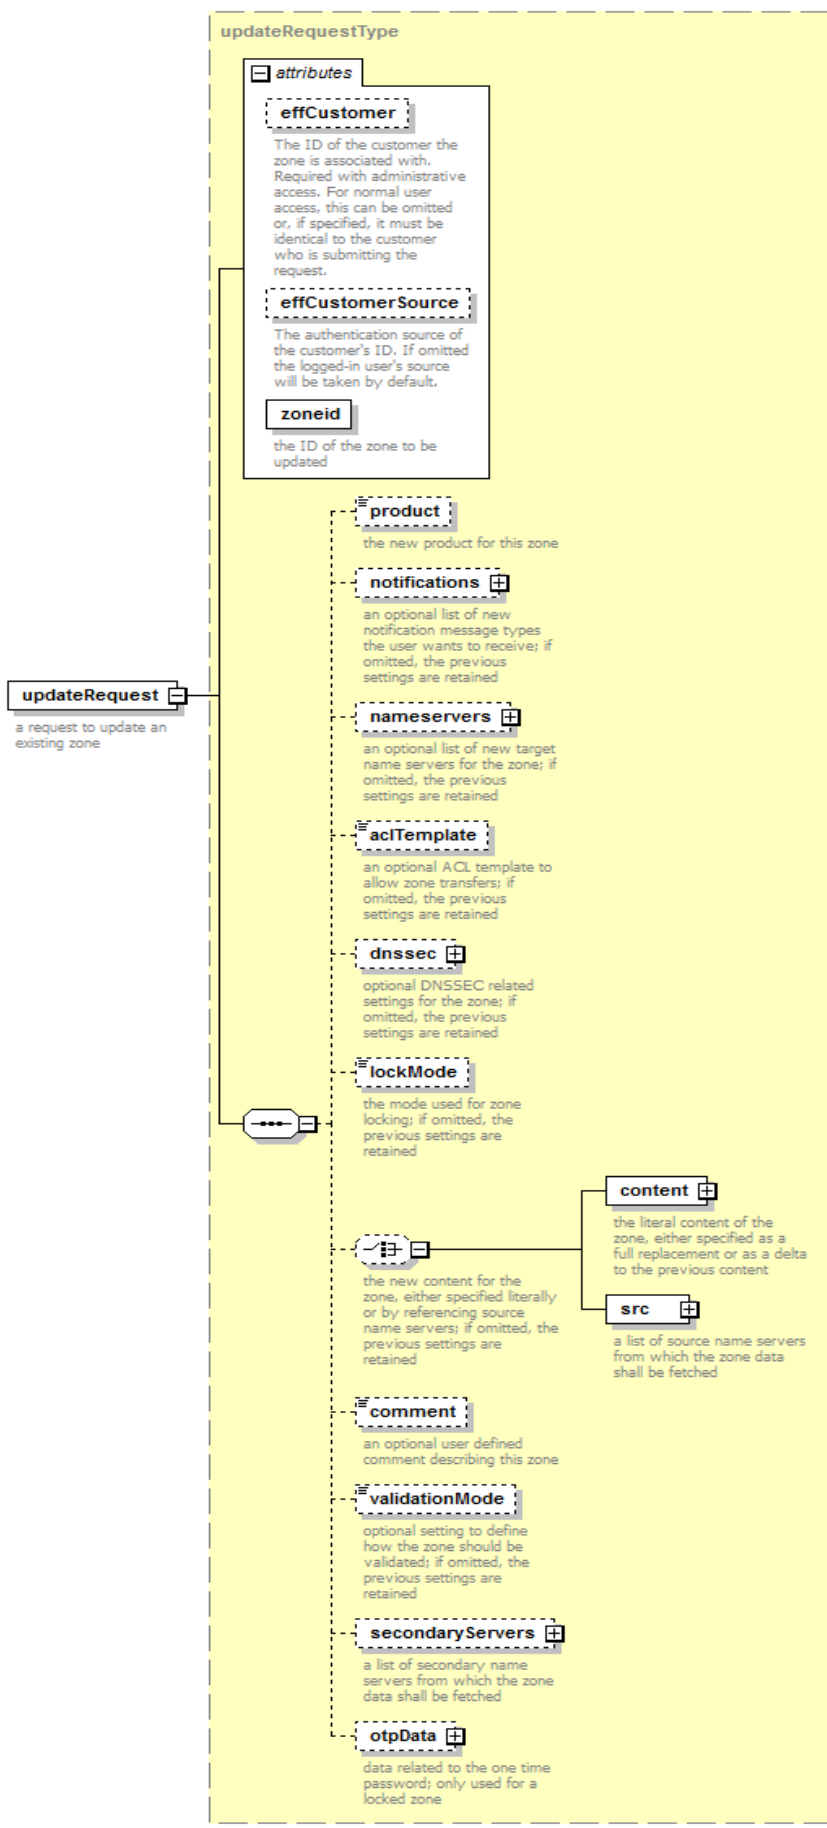 updateRequestType
attributes
effCustomer
The ID of the customer the
zone is associated with.
Required with administrative
access. For normal user
access, this can be omitted
or, if specified, it must be
identical to the customer
who is submitting the
request.
effCustomerSource
The authentication source of
the customer's ID. If omitted
the logged-in user's source
will be taken by default.
zoneid
the ID of the zone to be
updated
product
the new product for this zone
notifications
an optional list of new
notification message types
the user wants to receive; if
omitted, the previous
settings are retained
updateRequest
a request to update an
existing zone
nameservers
an optional list of new target
name servers for the zone; if
omitted, the previous
settings are retained
aclTemplate
an optional ACL template to
allow zone transfers; if
omitted, the previous
settings are retained
dnssec
optional DNSSEC related
settings for the zone; if
omitted, the previous
settings are retained
lockMode
the mode used for zone
locking; if omitted, the
previous settings are
retained
the new content for the
zone, either specified literally
or by referencing source
name servers; if omitted, the
previous settings are
retained
content
the literal content of the
zone, either specified as a
full replacement or as a delta
to the previous content
src
a list of source name servers
from which the zone data
shall be fetched
comment
an optional user defined
comment describing this zone
validationMode
optional setting to define
how the zone should be
validated; if omitted, the
previous settings are
retained
secondaryServers
a list of secondary name
servers from which the zone
data shall be fetched
otpData
data related to the one time
password; only used for a
locked zone